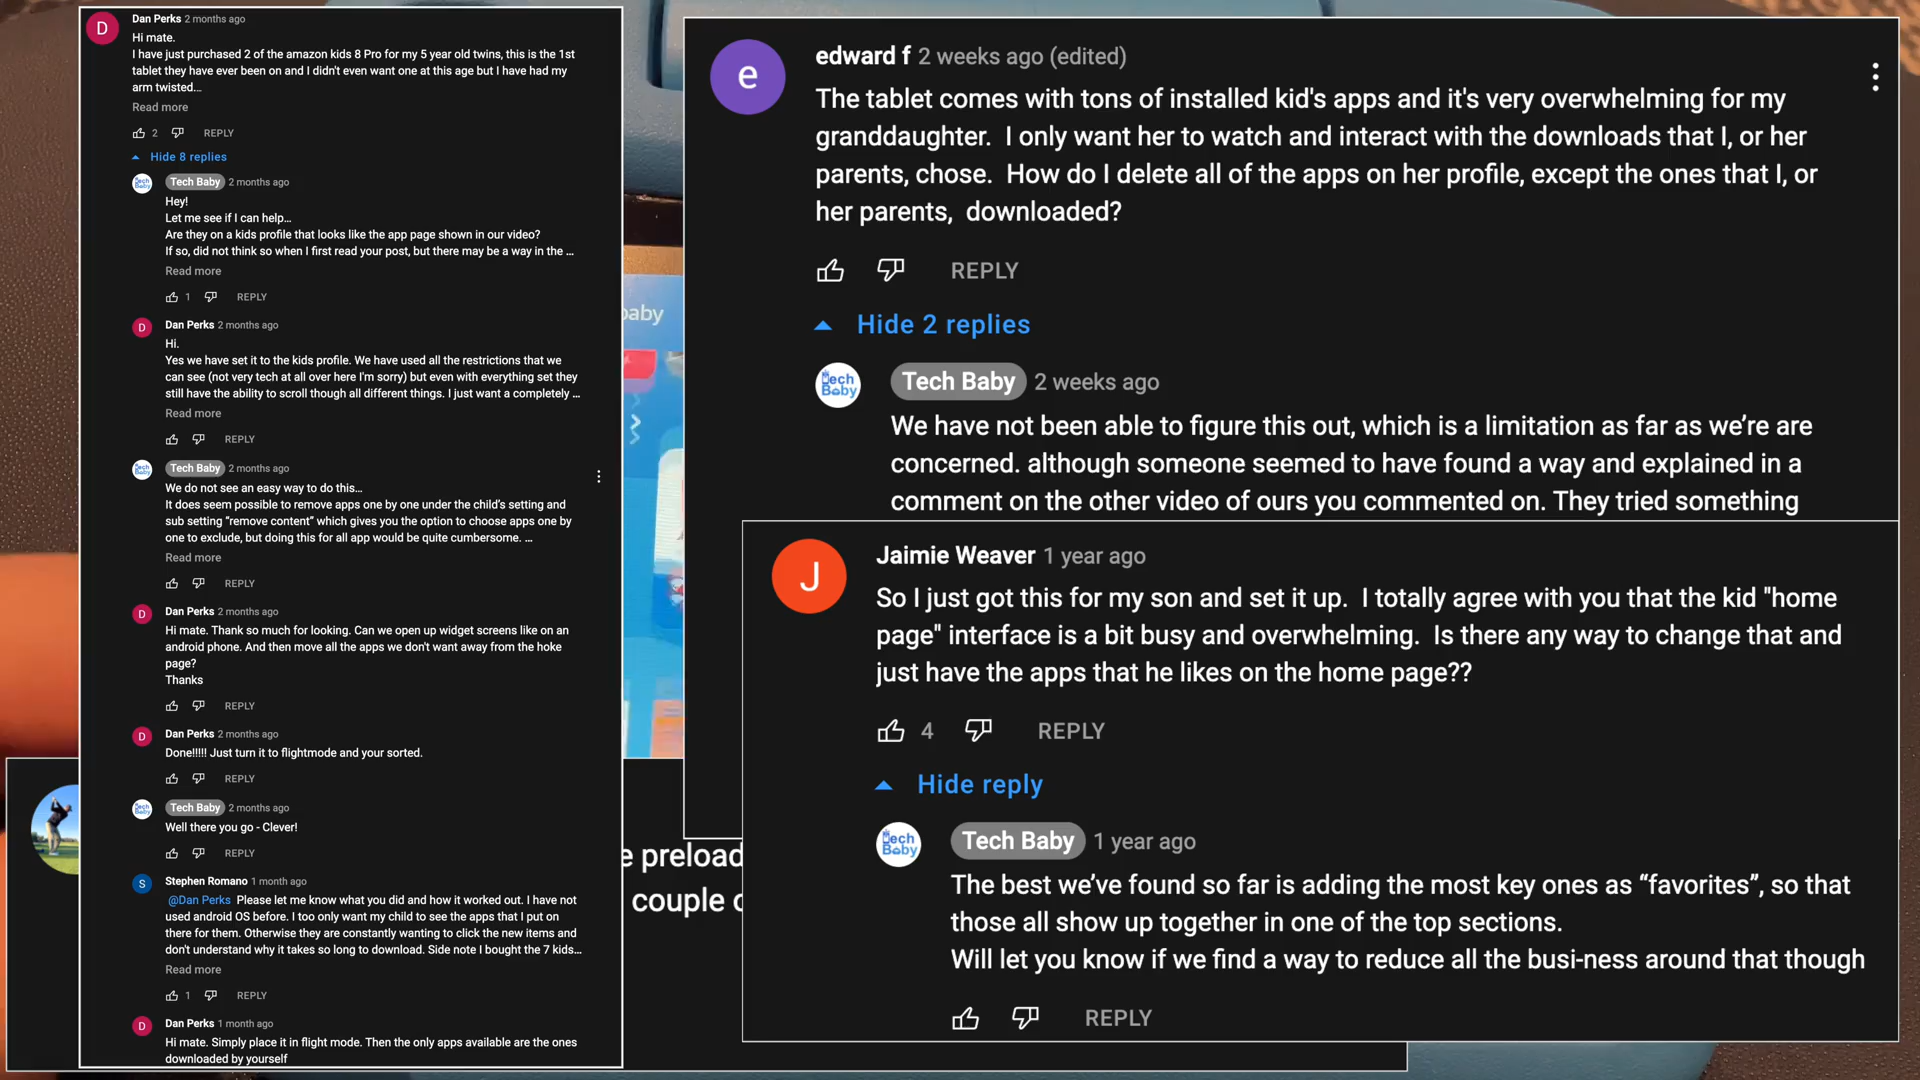 D
Dan Perks 2 months ago
Hi mate.
I have just purchased 2 of the amazon kids 8 Pro for my 5 year old twins, this is the 1st
tablet they have ever been on and I didn't even want one at this age but I have had my
arm twisted...
Read more
2 REPLY
Hide 8 replies
Tech Baby
Tech Baby 2 months ago
Hey!
Let me see if I can help...
Are they on a kids profile that looks like the app page shown in our video?
If so, did not think so when I first read your post, but there may be a way in the ...
Read more
1 REPLY
D
Dan Perks 2 months ago
Hi.
Yes we have set it to the kids profile. We have used all the restrictions that we
can see (not very tech at all over here I'm sorry) but even with everything set they
still have the ability to scroll though all different things. I just want a completely ...
Read more
REPLY
Tech Baby
Tech Baby 2 months ago
We do not see an easy way to do this...
It does seem possible to remove apps one by one under the child's setting and
sub setting “remove content” which gives you the option to choose apps one by
one to exclude, but doing this for all app would be quite cumbersome. ...
Read more
REPLY
D
Dan Perks 2 months ago
Hi mate. Thank so much for looking. Can we open up widget screens like on an
android phone. And then move all the apps we don't want away from the hoke
page?
Thanks
REPLY
D
Dan Perks 2 months ago
Done!!!!! Just turn it to flightmode and your sorted.
REPLY
Tech Baby
Tech Baby 2 months ago
Well there you go - Clever!
REPLY
S
Stephen Romano 1 month ago
@Dan Perks Please let me know what you did and how it worked out. I have not
used android OS before. I too only want my child to see the apps that I put on
there for them. Otherwise they are constantly wanting to click the new items and
don't understand why it takes so long to download. Side note I bought the 7 kids...
Read more
1 REPLY
D
Dan Perks 1 month ago
Hi mate. Simply place it in flight mode. Then the only apps available are the ones
downloaded by yourself
baby
e preload
couple
e
edward f 2 weeks ago (edited)
The tablet comes with tons of installed kid's apps and it's very overwhelming for my
granddaughter. I only want her to watch and interact with the downloads that I, or her
parents, chose. How do I delete all of the apps on her profile, except the ones that I, or
her parents, downloaded?
REPLY
Hide 2 replies
Tech Baby
Tech Baby 2 weeks ago
We have not been able to figure this out, which is a limitation as far as we’re are
concerned. although someone seemed to have found a way and explained in a
comment on the other video of ours you commented on. They tried something
J
Jaimie Weaver 1 year ago
So I just got this for my son and set it up. I totally agree with you that the kid "home
page" interface is a bit busy and overwhelming. Is there any way to change that and
just have the apps that he likes on the home page??
4 REPLY
Hide reply
Tech Baby
Tech Baby 1 year ago
The best we’ve found so far is adding the most key ones as “favorites”, so that
those all show up together in one of the top sections.
Will let you know if we find a way to reduce all the busi-ness around that though
REPLY